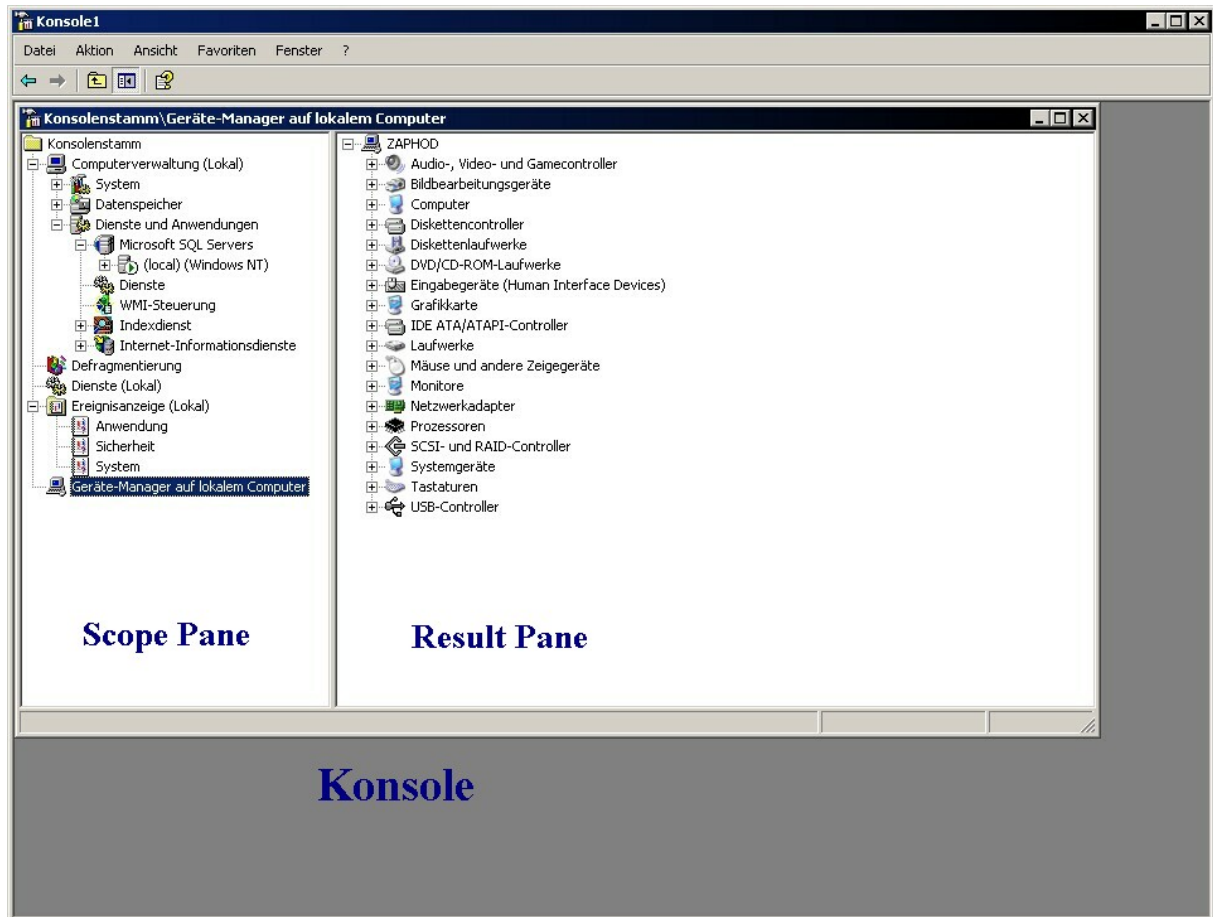 Konsole1
Datei Aktion Ansicht Favoriten Fenster ?
Konsolenstamm\Geräte-Manager auf lokalem Computer
Konsolenstamm
Computerverwaltung (Lokal)
System
Datenspeicher
Dienste und Anwendungen
Microsoft SQL Servers
(local) (Windows NT)
Dienste
WMI-Steuerung
Indexdienst
Internet-Informationsdienste
Defragmentierung
Dienste (Lokal)
Ereignisanzeige (Lokal)
Anwendung
Sicherheit
System
Geräte-Manager auf lokalem Computer
Scope Pane
ZAPHOD
Audio-, Video- und Gamecontroller
Bildbearbeitungsgeräte
Computer
Diskettencontroller
Diskettenlaufwerke
DVD/CD-ROM-Laufwerke
Eingabegeräte (Human Interface Devices)
Grafikkarte
IDE ATA/ATAPI-Controller
Laufwerke
Mäuse und andere Zeigegeräte
Monitore
Netzwerkadapter
Prozessoren
SCSI- und RAID-Controller
Systemgeräte
Tastaturen
USB-Controller
Result Pane
Konsole